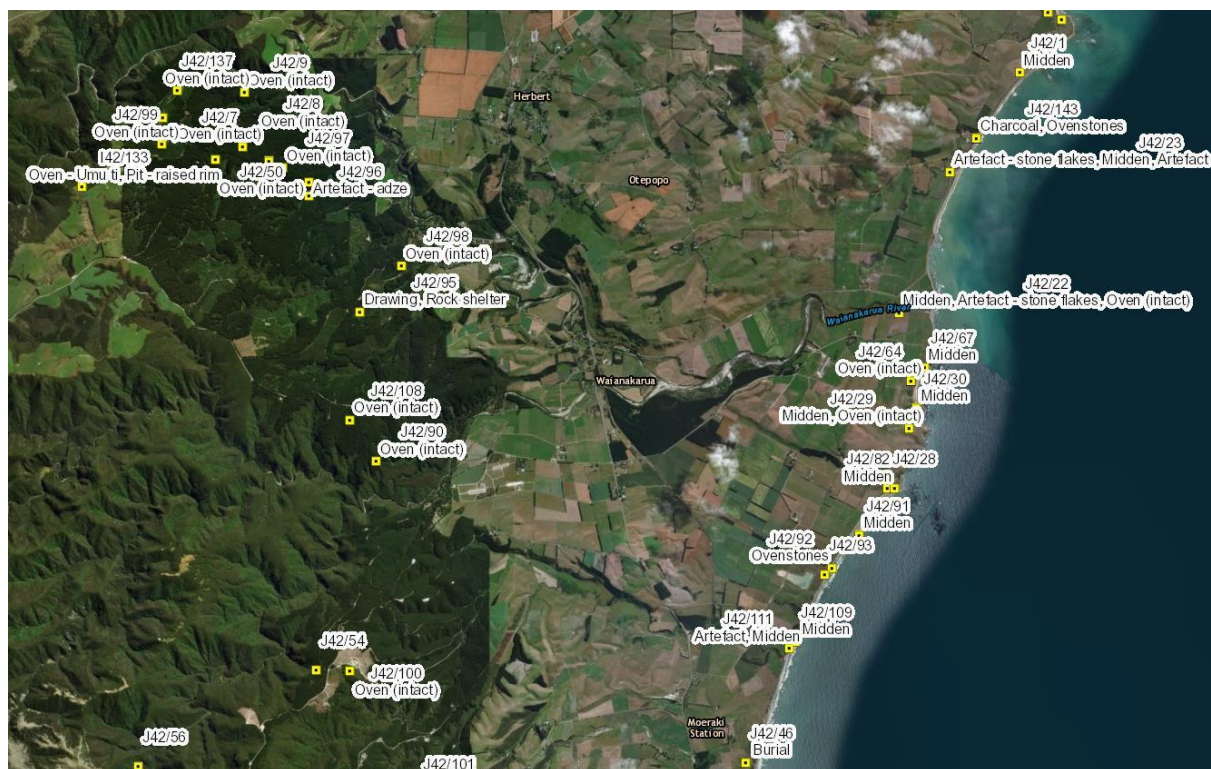 J42/1
Midden
J42/137
Oven (intact)
J42/9
Oven (intact)
Herbert
J42/8
Oven (intact)
J42/143
Charcoal, Ovenstones
J42/99
Oven (intact)
J42/7
Oven (intact)
J42/97
Oven (intact)
J42/23
Artefact - stone flakes, Midden, Artefact
I42/133
Oven - Umu ti, Pit - raised rim
J42/50
Oven (intact)
J42/96
Artefact - adze
Otepopo
J42/98
Oven (intact)
J42/95
Drawing, Rock shelter
J42/22
Midden, Artefact - stone flakes, Oven (intact)
Waianakarua River
J42/67
Midden
J42/64
Oven (intact)
Waianakarua
J42/30
Midden
J42/108
Oven (intact)
J42/29
Midden, Oven (intact)
J42/90
Oven (intact)
J42/82
Midden
J42/28
J42/91
Midden
J42/92
Ovenstones
J42/93
J42/111
Artefact, Midden
J42/109
Midden
J42/54
J42/100
Oven (intact)
Moeraki
Station
J42/56
J42/46
Burial
J42/101